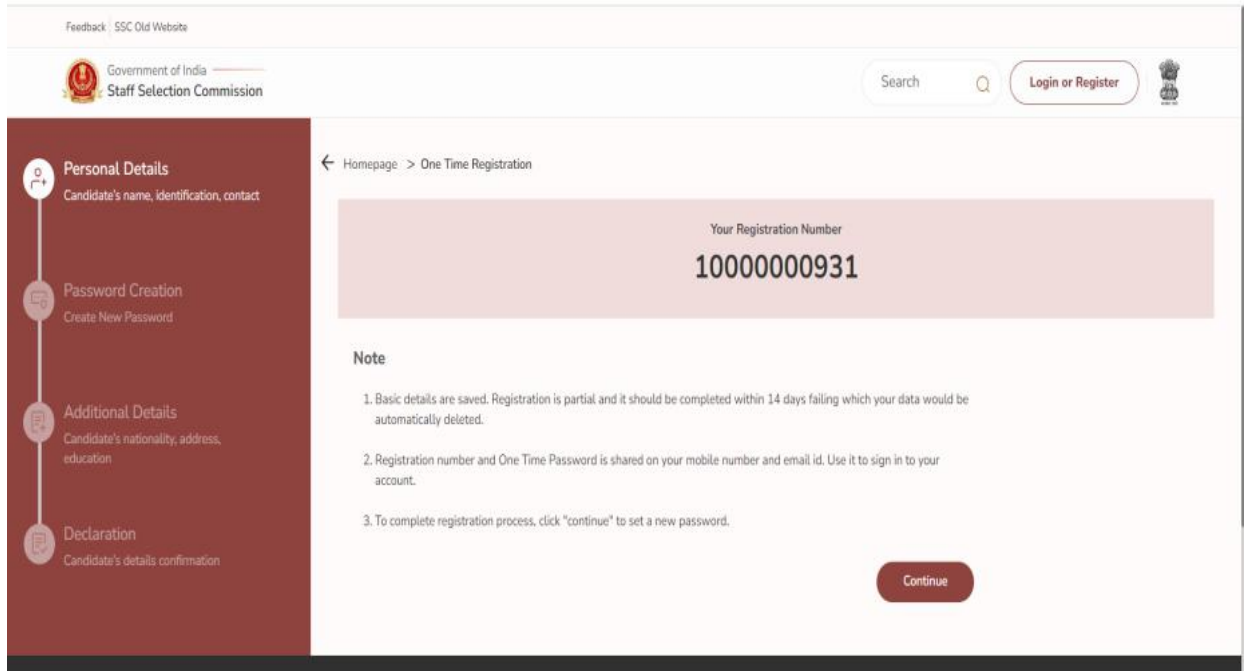 Feedback SSC Old Website
Government of India
Staff Selection Commission
Search
Login or Register
Personal Details
Candidate's name, identification, contact
Password Creation
Create New Password
Additional Details
Candidate's nationality, address,
education
Declaration
Candidate's details confirmation
Homepage > One Time Registration
Your Registration Number
10000000931
Note
1. Basic details are saved. Registration is partial and it should be completed within 14 days failing which your data would be
automatically deleted.
2. Registration number and One Time Password is shared on your mobile number and email id. Use it to sign in to your
account.
3. To complete registration process, click "continue" to set a new password.
Continue